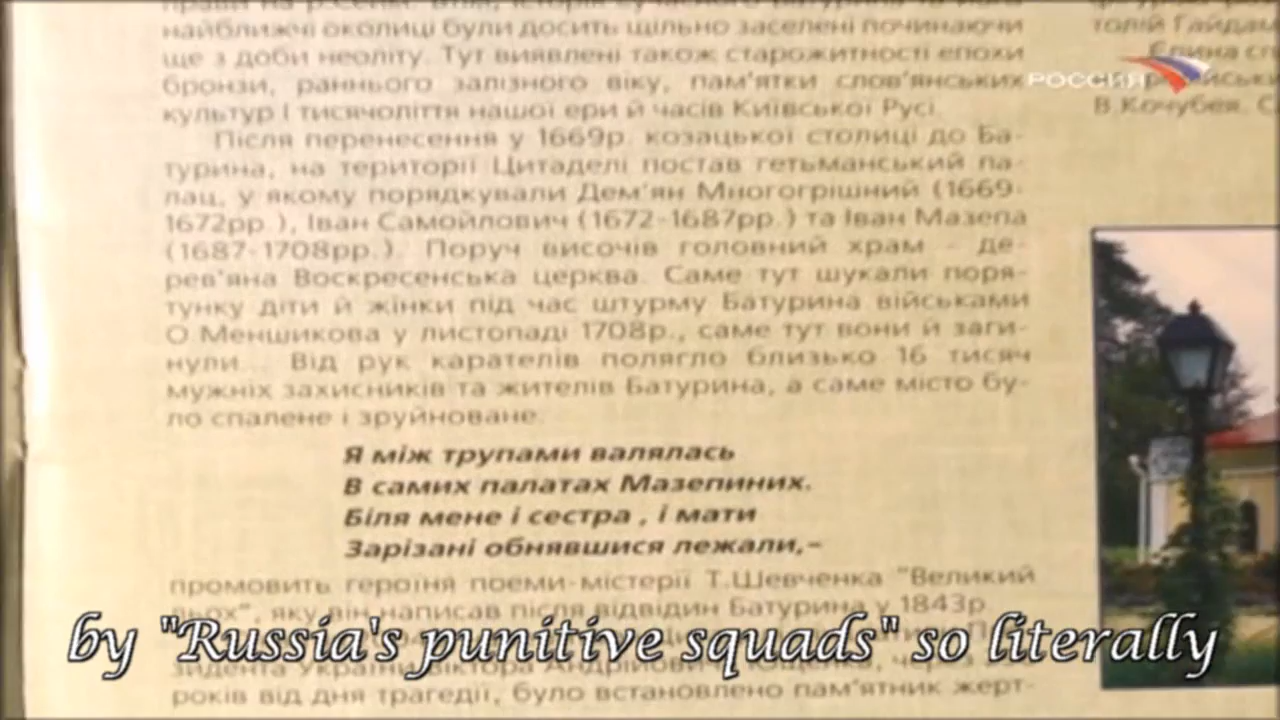 найближчі околиці були досить щільно заселені починаючи
ще з доби неоліту. Тут виявлені також старожитності епохи
бронзи, раннього залізного віку, пам'ятки слов'янських
культур І тисячоліття нашої ери й часів Київської Русі.
Після перенесення у 1669р. козацької столиці до Ба-
турина, на території Цитаделі постав гетьманський па-
лац, у якому порядкували Дем'ян Многогрішний (1669-
1672рр.), Іван Самойлович (1672-1687рр.) та Іван Мазепа
(1687-1708рр.). Поруч височів головний храм - де-
рев'яна Воскресенська церква. Саме тут шукали поря-
тунку діти й жінки під час штурму Батурина військами
О Меншикова у листопаді 1708р., саме тут вони й заги-
нули... Від рук карателів полягло близько 16 тисяч
мужніх захисників та жителів Батурина, а саме місто бу-
ло спалене і зруйноване.
Я між трупами валялась
В самих палатах Мазепиних.
Біля мене і сестра , і мати
Зарізані обнявшися лежали,–
промовить героїня поеми-містерії Т.Шевченка "Великий
льох", яку він написав після відвідин Батурина у 1843р.
зидента України Віктора Андрійовича Ющенка, через
років від дня трагедії, було встановлено пам'ятник жерт-
толій Гайдам
В.Кочубея. С
РОССИЯ
by "Russia's punitive squads" so literally